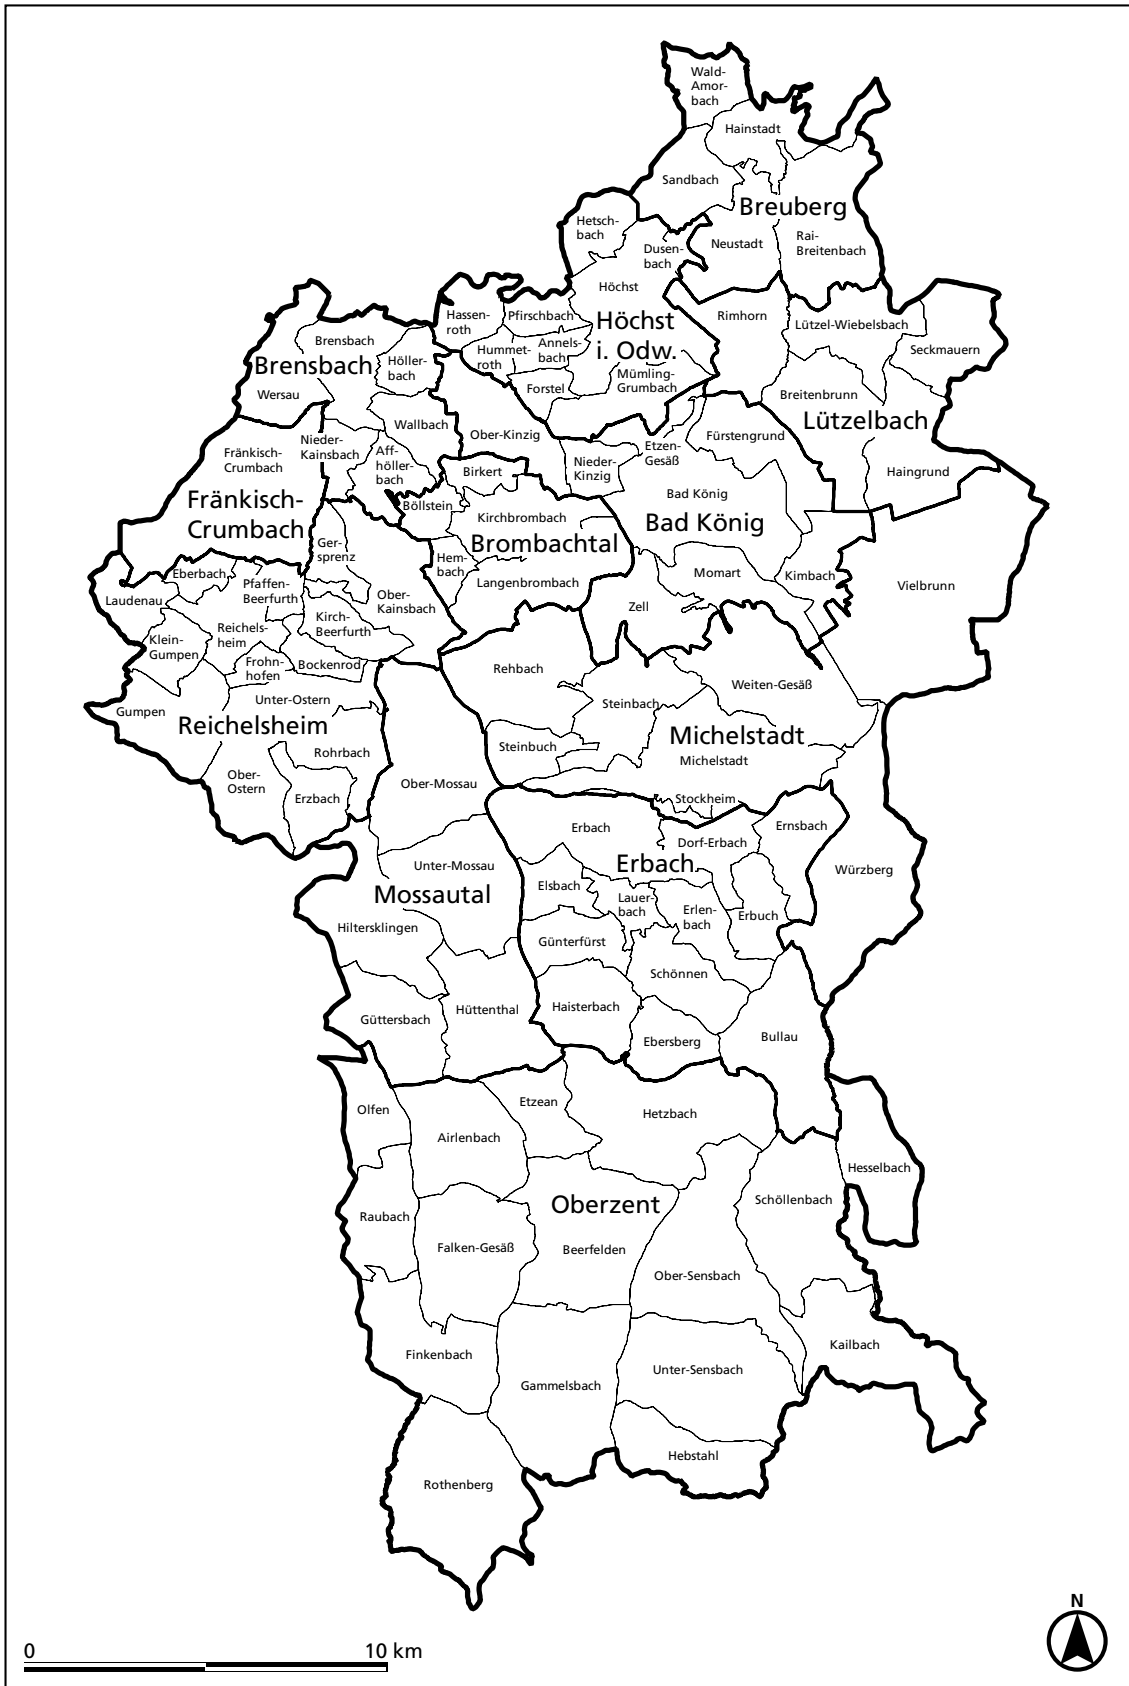 Wald-
Amor-
bach
Hainstadt
Sandbach
Breuberg
Hetsch-
bach
Neustadt
Rai-
Breitenbach
Dusen-
bach
Höchst
Hassen-
roth
Pfirschbach
Höchst
i. Odw.
Rimhorn
Lützel-Wiebelsbach
Seckmauern
Brensbach
Brensbach
Höller-
bach
Hummet-
roth
Annels-
bach
Mümling-
Grumbach
Forstel
Wersau
Breitenbrunn
Lützelbach
Wallbach
Ober-Kinzig
Fürstengrund
Etzen-
Gesäß
Nieder-
Kainsbach
Fränkisch-
Crumbach
Aff-
höller-
bach
Birkert
Nieder-
Kinzig
Haingrund
Fränkisch-
Crumbach
Böllstein
Kirchbrombach
Bad König
Bad König
Brombachtal
Ger-
sprenz
Hem-
bach
Langenbrombach
Momart
Kimbach
Vielbrunn
Eberbach
Pfaffen-
Beerfurth
Laudenau
Ober-
Kainsbach
Zell
Kirch-
Beerfurth
Reichels-
heim
Klein-
Gumpen
Frohn-
hofen
Bockenrod
Rehbach
Weiten-Gesäß
Unter-Ostern
Steinbach
Gumpen
Reichelsheim
Michelstadt
Steinbuch
Michelstadt
Rohrbach
Ober-
Ostern
Erzbach
Ober-Mossau
Stockheim
Erbach
Dorf-Erbach
Ernsbach
Erbach
Würzberg
Unter-Mossau
Mossautal
Elsbach
Lauer-
bach
Erlen-
bach
Erbuch
Hiltersklingen
Günterfürst
Schönnen
Güttersbach
Hüttenthal
Haisterbach
Ebersberg
Bullau
Olfen
Etzean
Hetzbach
Airlenbach
Hesselbach
Oberzent
Schöllenbach
Raubach
Falken-Gesäß
Beerfelden
Ober-Sensbach
Kailbach
Finkenbach
Gammelsbach
Unter-Sensbach
Hebstahl
Rothenberg
N
0 10 km